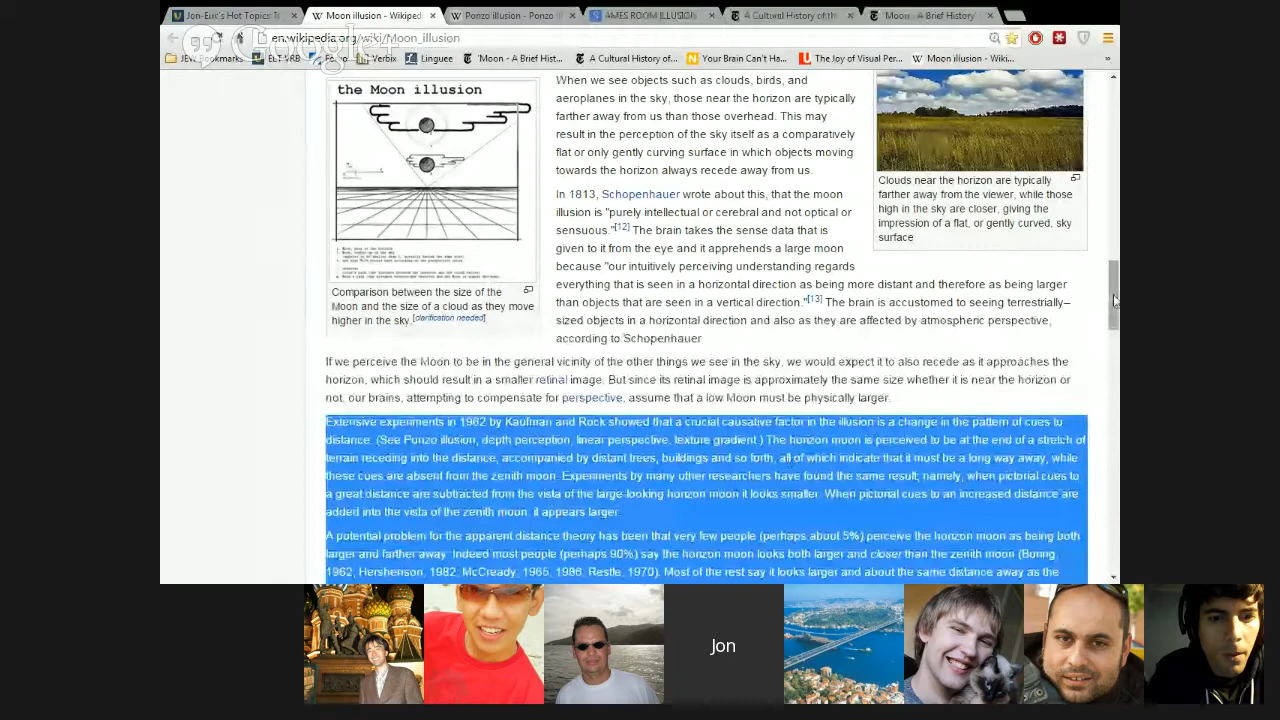 Jon-Eric's Hot Topics T
Moon illusion - Wikiped
Ponzo illusion - Ponzo i
AMES ROOM ILLUSION
A Cultural History of the
'Moon: A Brief History'
Google+
en.wikipedia.org/wiki/Moon_illusion
JEW Bookmarks
ELT VRB
Folio
Verbix
Linguee
'Moon - A Brief Hist...
A Cultural History of...
Your Brain Can't Ha...
The Joy of Visual Per...
Moon illusion - Wiki...
»
the Moon illusion
Comparison between the size of the
Moon and the size of a cloud as they move
higher in the sky.[clarification needed]
When we see objects such as clouds, birds, and
aeroplanes in the sky, those near the horizon are typically
farther away from us than those overhead. This may
result in the perception of the sky itself as a comparatively
flat or only gently curving surface in which objects moving
towards the horizon always recede away from us.
In 1813, Schopenhauer wrote about this, that the moon
illusion is "purely intellectual or cerebral and not optical or
sensuous."[12] The brain takes the sense data that is
given to it from the eye and it apprehends a large moon
because "our intuitively perceiving understanding regards
everything that is seen in a horizontal direction as being more distant and therefore as being larger
than objects that are seen in a vertical direction."[13] The brain is accustomed to seeing terrestrially–
sized objects in a horizontal direction and also as they are affected by atmospheric perspective,
according to Schopenhauer
Clouds near the horizon are typically
farther away from the viewer, while those
high in the sky are closer, giving the
impression of a flat, or gently curved, sky
surface
If we perceive the Moon to be in the general vicinity of the other things we see in the sky, we would expect it to also recede as it approaches the
horizon, which should result in a smaller retinal image. But since its retinal image is approximately the same size whether it is near the horizon or
not, our brains, attempting to compensate for perspective, assume that a low Moon must be physically larger.
Extensive experiments in 1962 by Kaufman and Rock showed that a crucial causative factor in the illusion is a change in the pattern of cues to
distance. (See Ponzo illusion, depth perception, linear perspective, texture gradient.) The horizon moon is perceived to be at the end of a stretch of
terrain receding into the distance, accompanied by distant trees, buildings and so forth, all of which indicate that it must be a long way away, while
these cues are absent from the zenith moon. Experiments by many other researchers have found the same result; namely, when pictorial cues to
a great distance are subtracted from the vista of the large-looking horizon moon it looks smaller. When pictorial cues to an increased distance are
added into the vista of the zenith moon, it appears larger.
A potential problem for the apparent distance theory has been that very few people (perhaps about 5%) perceive the horizon moon as being both
larger and farther away. Indeed most people (perhaps 90%) say the horizon moon looks both larger and closer than the zenith moon (Boring,
1962; Hershenson, 1982; McCready, 1965, 1986; Restle, 1970). Most of the rest say it looks larger and about the same distance away as the
Jon